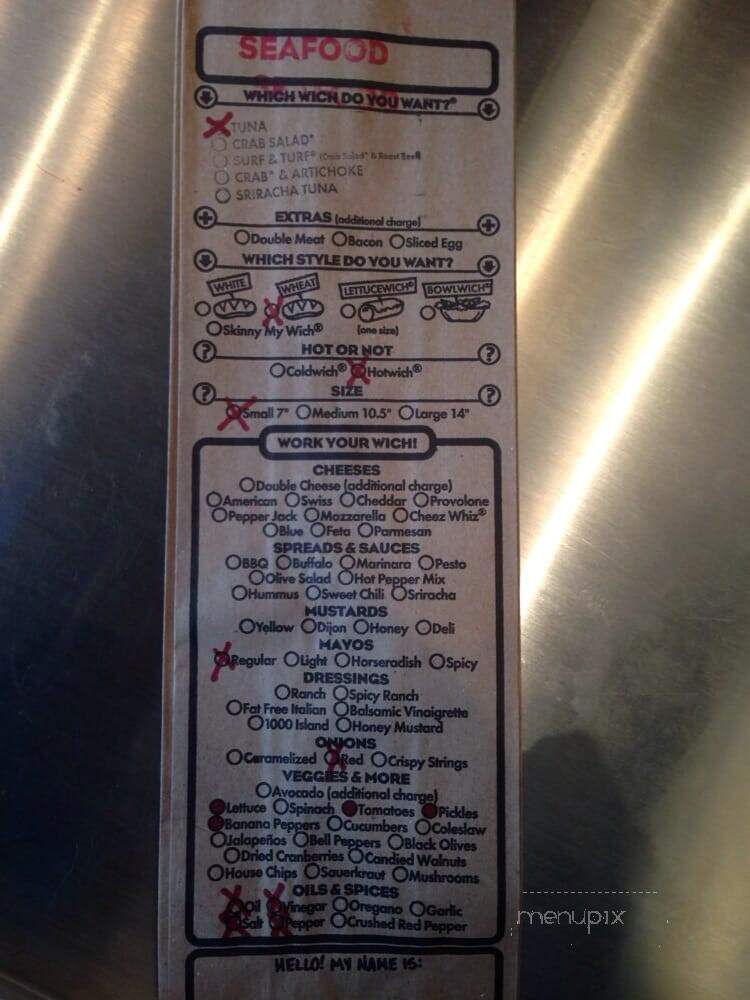 SEAFOOD
WHICH WICH DO YOU WANT?®
TUNA
CRAB SALAD*
SURF & TURF* (Crab Salad* & Roast Beef)
CRAB* & ARTICHOKE
SRIRACHA TUNA
EXTRAS (additional charge)
Double Meat Bacon Sliced Egg
WHICH STYLE DO YOU WANT?
WHITE WHEAT LETTUCEWICH® BOWLWICH®
Skinny My Wich® (one size)
HOT OR NOT
Coldwich® Hotwich®
SIZE
Small 7" Medium 10.5" Large 14"
WORK YOUR WICH!
CHEESES
Double Cheese (additional charge)
American Swiss Cheddar Provolone
Pepper Jack Mozzarella Cheez Whiz®
Blue Feta Parmesan
SPREADS & SAUCES
BBQ Buffalo Marinara Pesto
Olive Salad Hot Pepper Mix
Hummus Sweet Chili Sriracha
MUSTARDS
Yellow Dijon Honey Deli
MAYOS
Regular Light Horseradish Spicy
DRESSINGS
Ranch Spicy Ranch
Fat Free Italian Balsamic Vinaigrette
1000 Island Honey Mustard
ONIONS
Caramelized Red Crispy Strings
VEGGIES & MORE
Avocado (additional charge)
Lettuce Spinach Tomatoes Pickles
Banana Peppers Cucumbers Coleslaw
Jalapeños Bell Peppers Black Olives
Dried Cranberries Candied Walnuts
House Chips Sauerkraut Mushrooms
OILS & SPICES
Oil Vinegar Oregano Garlic
Salt Pepper Crushed Red Pepper
HELLO! MY NAME IS:
menupix